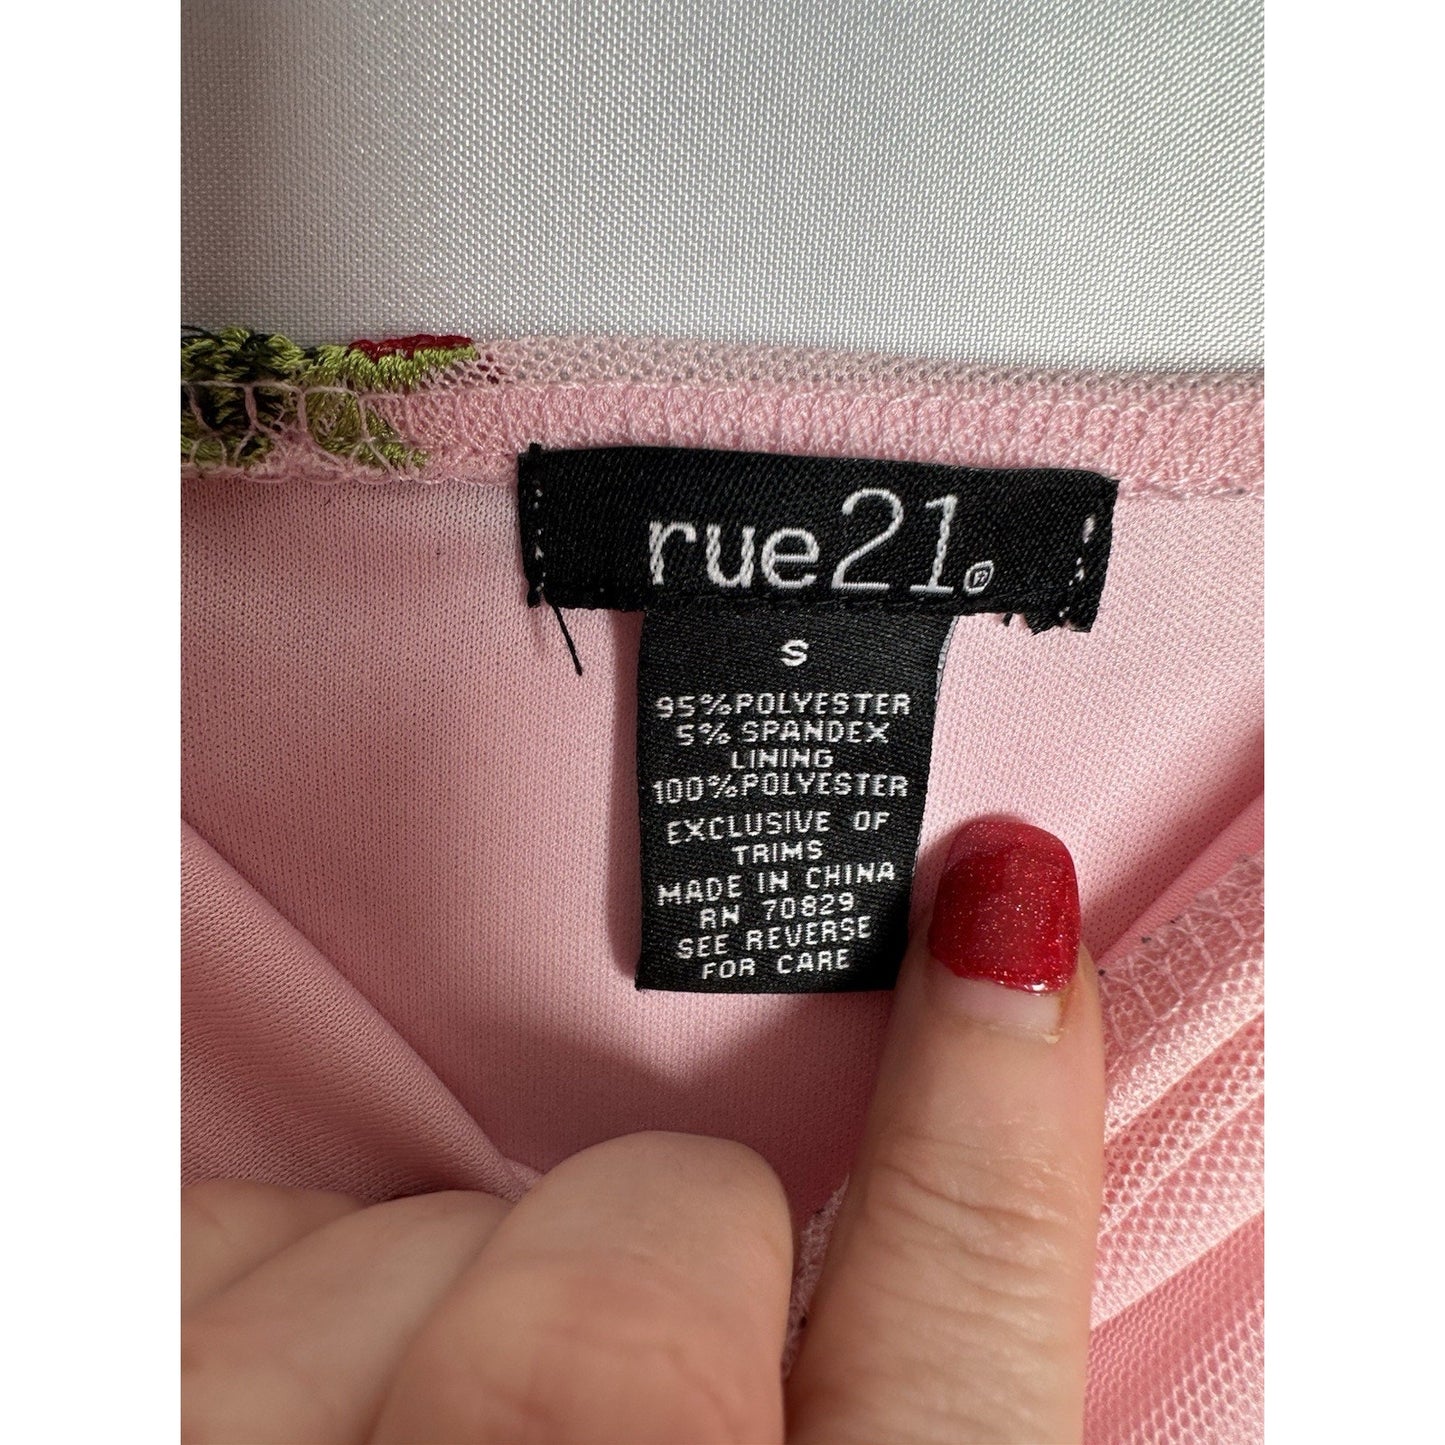 rue21®
S
95%POLYESTER
5% SPANDEX
LINING
100%POLYESTER
EXCLUSIVE OF
TRIMS
MADE IN CHINA
RN 70829
SEE REVERSE
FOR CARE